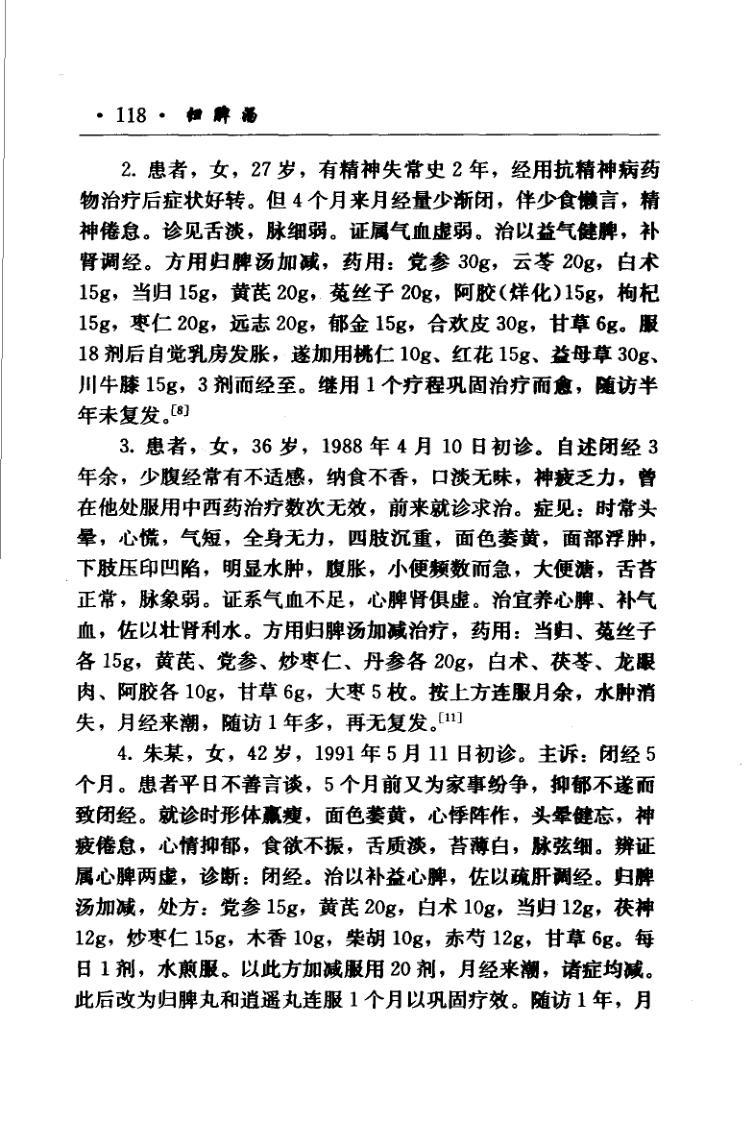 · 118 · 归脾汤
2. 患者，女，27 岁，有精神失常史 2 年，经用抗精神病药
物治疗后症状好转。但 4 个月来月经量少渐闭，伴少食懒言，精
神倦怠。诊见舌淡，脉细弱。证属气血虚弱。治以益气健脾，补
肾调经。方用归脾汤加减，药用：党参 30g，云苓 20g，白术
15g，当归 15g，黄芪 20g，菟丝子 20g，阿胶(烊化)15g，枸杞
15g，枣仁 20g，远志 20g，郁金 15g，合欢皮 30g，甘草 6g。服
18 剂后自觉乳房发胀，遂加用桃仁 10g、红花 15g、益母草 30g、
川牛膝 15g，3 剂而经至。继用 1 个疗程巩固治疗而愈，随访半
年未复发。[8]
3. 患者，女，36 岁，1988 年 4 月 10 日初诊。自述闭经 3
年余，少腹经常有不适感，纳食不香，口淡无味，神疲乏力，曾
在他处服用中西药治疗数次无效，前来就诊求治。症见：时常头
晕，心慌，气短，全身无力，四肢沉重，面色萎黄，面部浮肿，
下肢压印凹陷，明显水肿，腹胀，小便频数而急，大便溏，舌苔
正常，脉象弱。证系气血不足，心脾肾俱虚。治宜养心脾、补气
血，佐以壮肾利水。方用归脾汤加减治疗，药用：当归、菟丝子
各 15g，黄芪、党参、炒枣仁、丹参各 20g，白术、茯苓、龙眼
肉、阿胶各 10g，甘草 6g，大枣 5 枚。按上方连服月余，水肿消
失，月经来潮，随访 1 年多，再无复发。[11]
4. 朱某，女，42 岁，1991 年 5 月 11 日初诊。主诉：闭经 5
个月。患者平日不善言谈，5 个月前又为家事纷争，抑郁不遂而
致闭经。就诊时形体羸瘦，面色萎黄，心悸阵作，头晕健忘，神
疲倦怠，心情抑郁，食欲不振，舌质淡，苔薄白，脉弦细。辨证
属心脾两虚，诊断：闭经。治以补益心脾，佐以疏肝调经。归脾
汤加减，处方：党参 15g，黄芪 20g，白术 10g，当归 12g，茯神
12g，炒枣仁 15g，木香 10g，柴胡 10g，赤芍 12g，甘草 6g。每
日 1 剂，水煎服。以此方加减服用 20 剂，月经来潮，诸症均减。
此后改为归脾丸和逍遥丸连服 1 个月以巩固疗效。随访 1 年，月